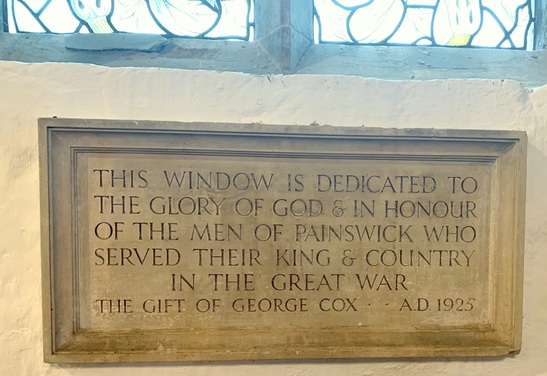 THIS WINDOW IS DEDICATED TO
THE GLORY OF GOD & IN HONOUR
OF THE MEN OF PAINSWICK WHO
SERVED THEIR KING & COUNTRY
IN THE GREAT WAR
THE GIFT OF GEORGE COX · · A.D. 1925